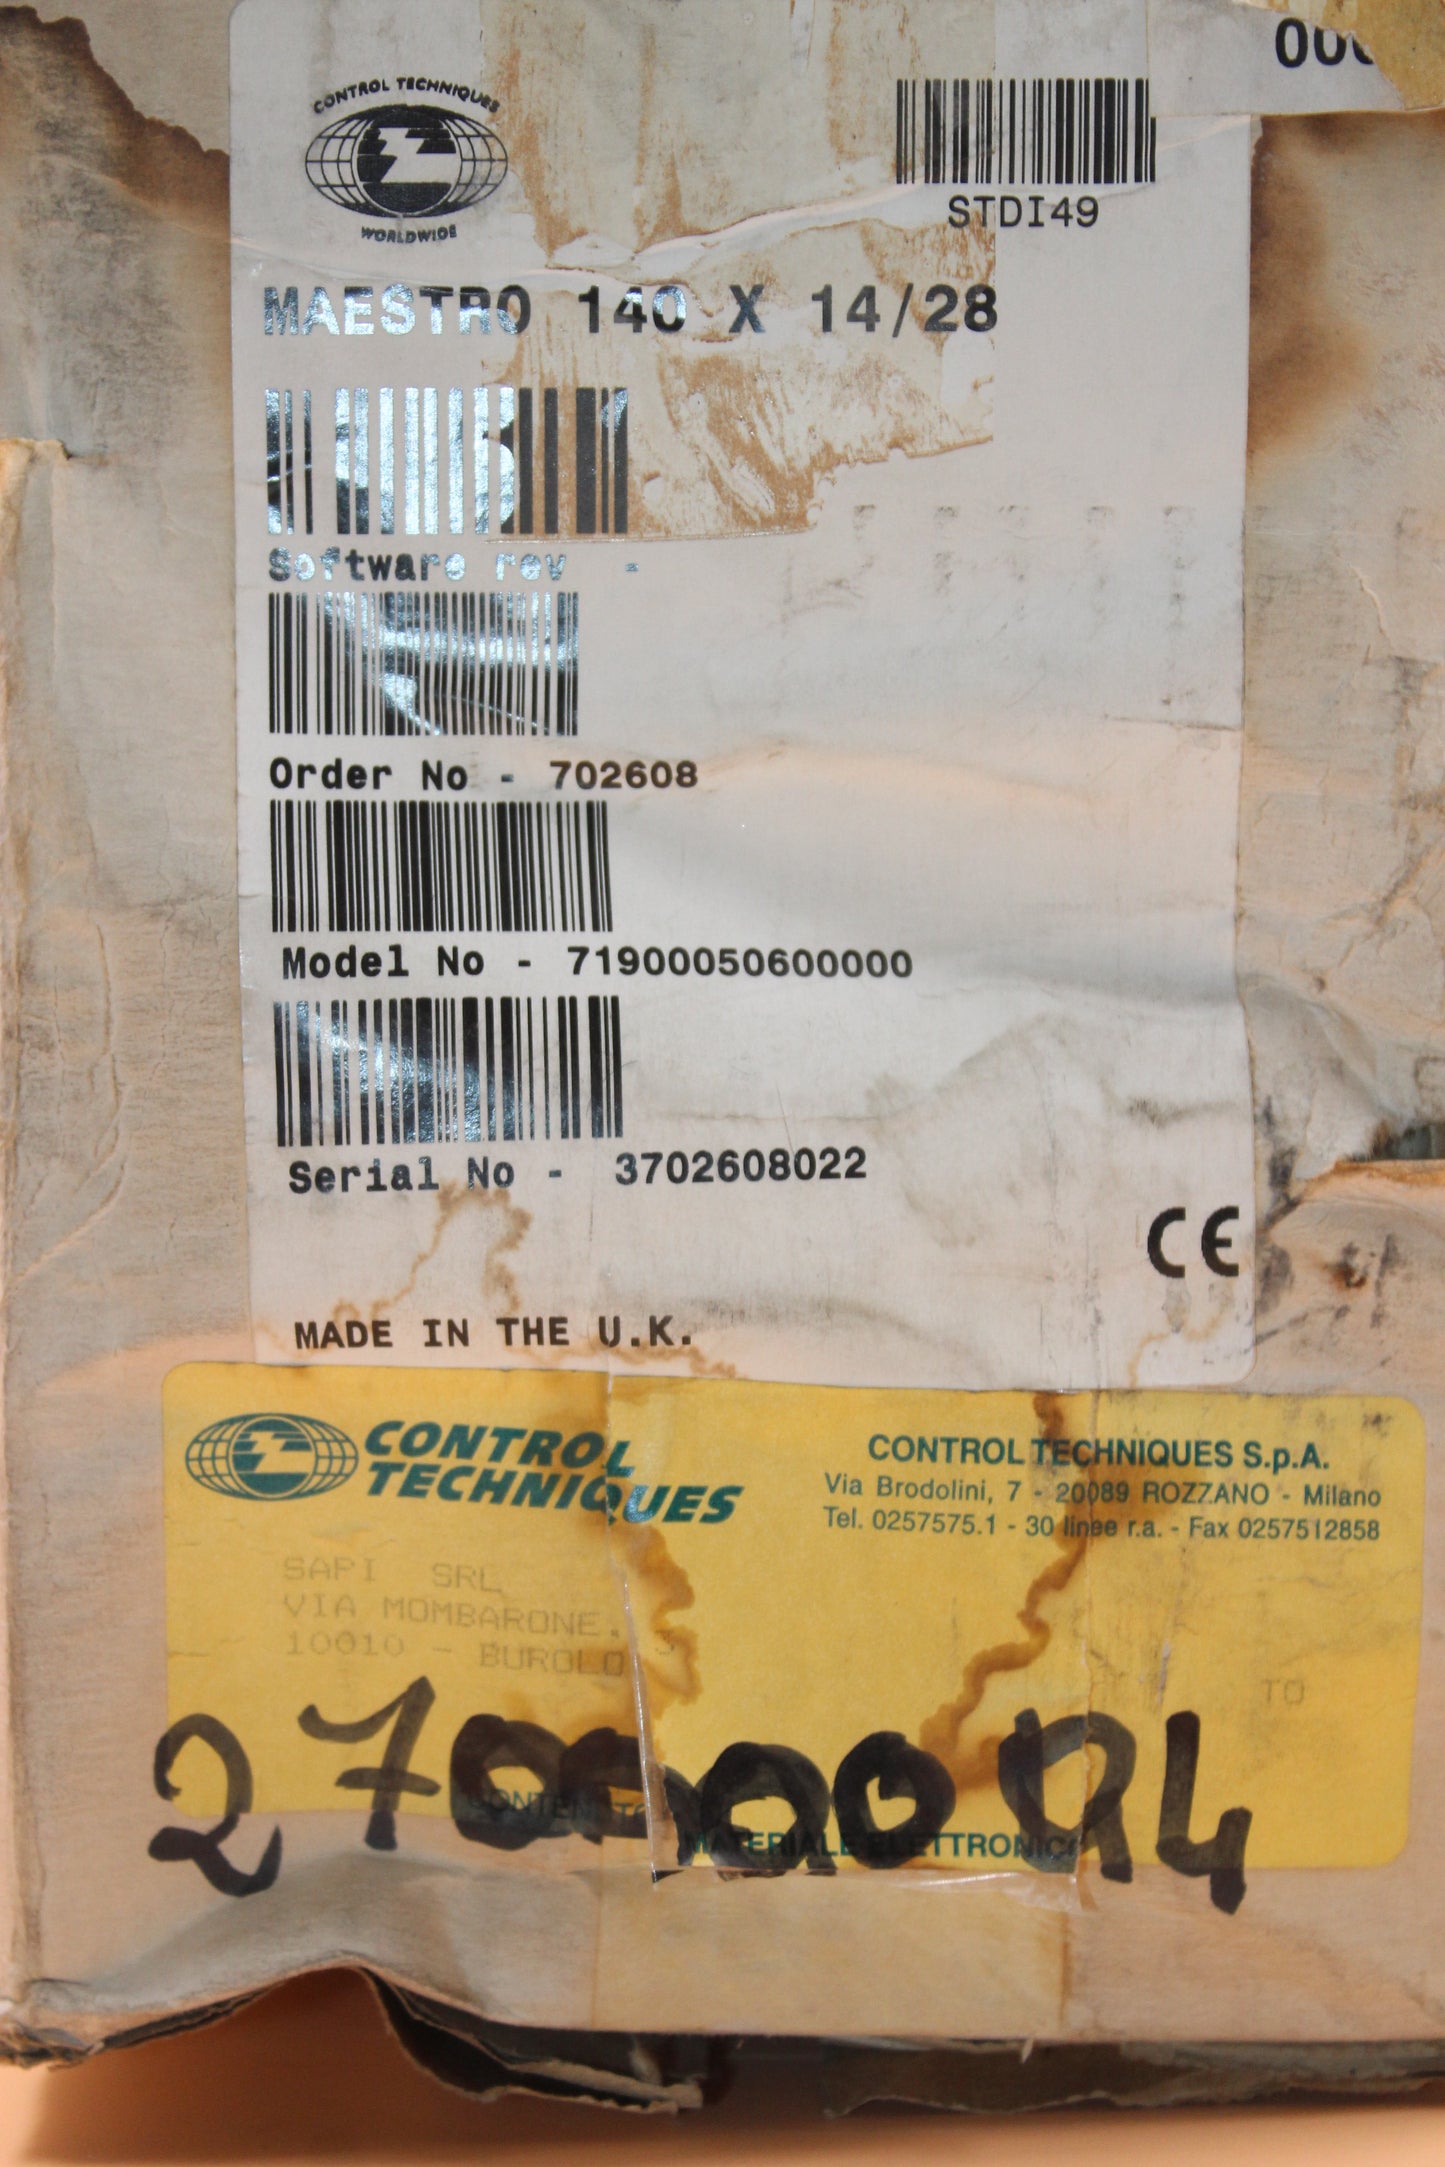 CONTROL TECHNIQUES
WORLDWIDE
STDI49
MAESTRO 140 X 14/28
Software rev -
Order No - 702608
Model No - 71900050600000
Serial No - 3702608022
CE
MADE IN THE U.K.
CONTROL
TECHNIQUES
CONTROL TECHNIQUES S.p.A.
Via Brodolini, 7 - 20089 ROZZANO - Milano
Tel. 0257575.1 - 30 linee r.a. - Fax 0257512858
SAPI SRL
VIA MOMBARONE, 3
10010 - BUROLO
TO
MATERIALE ELETTRONICO